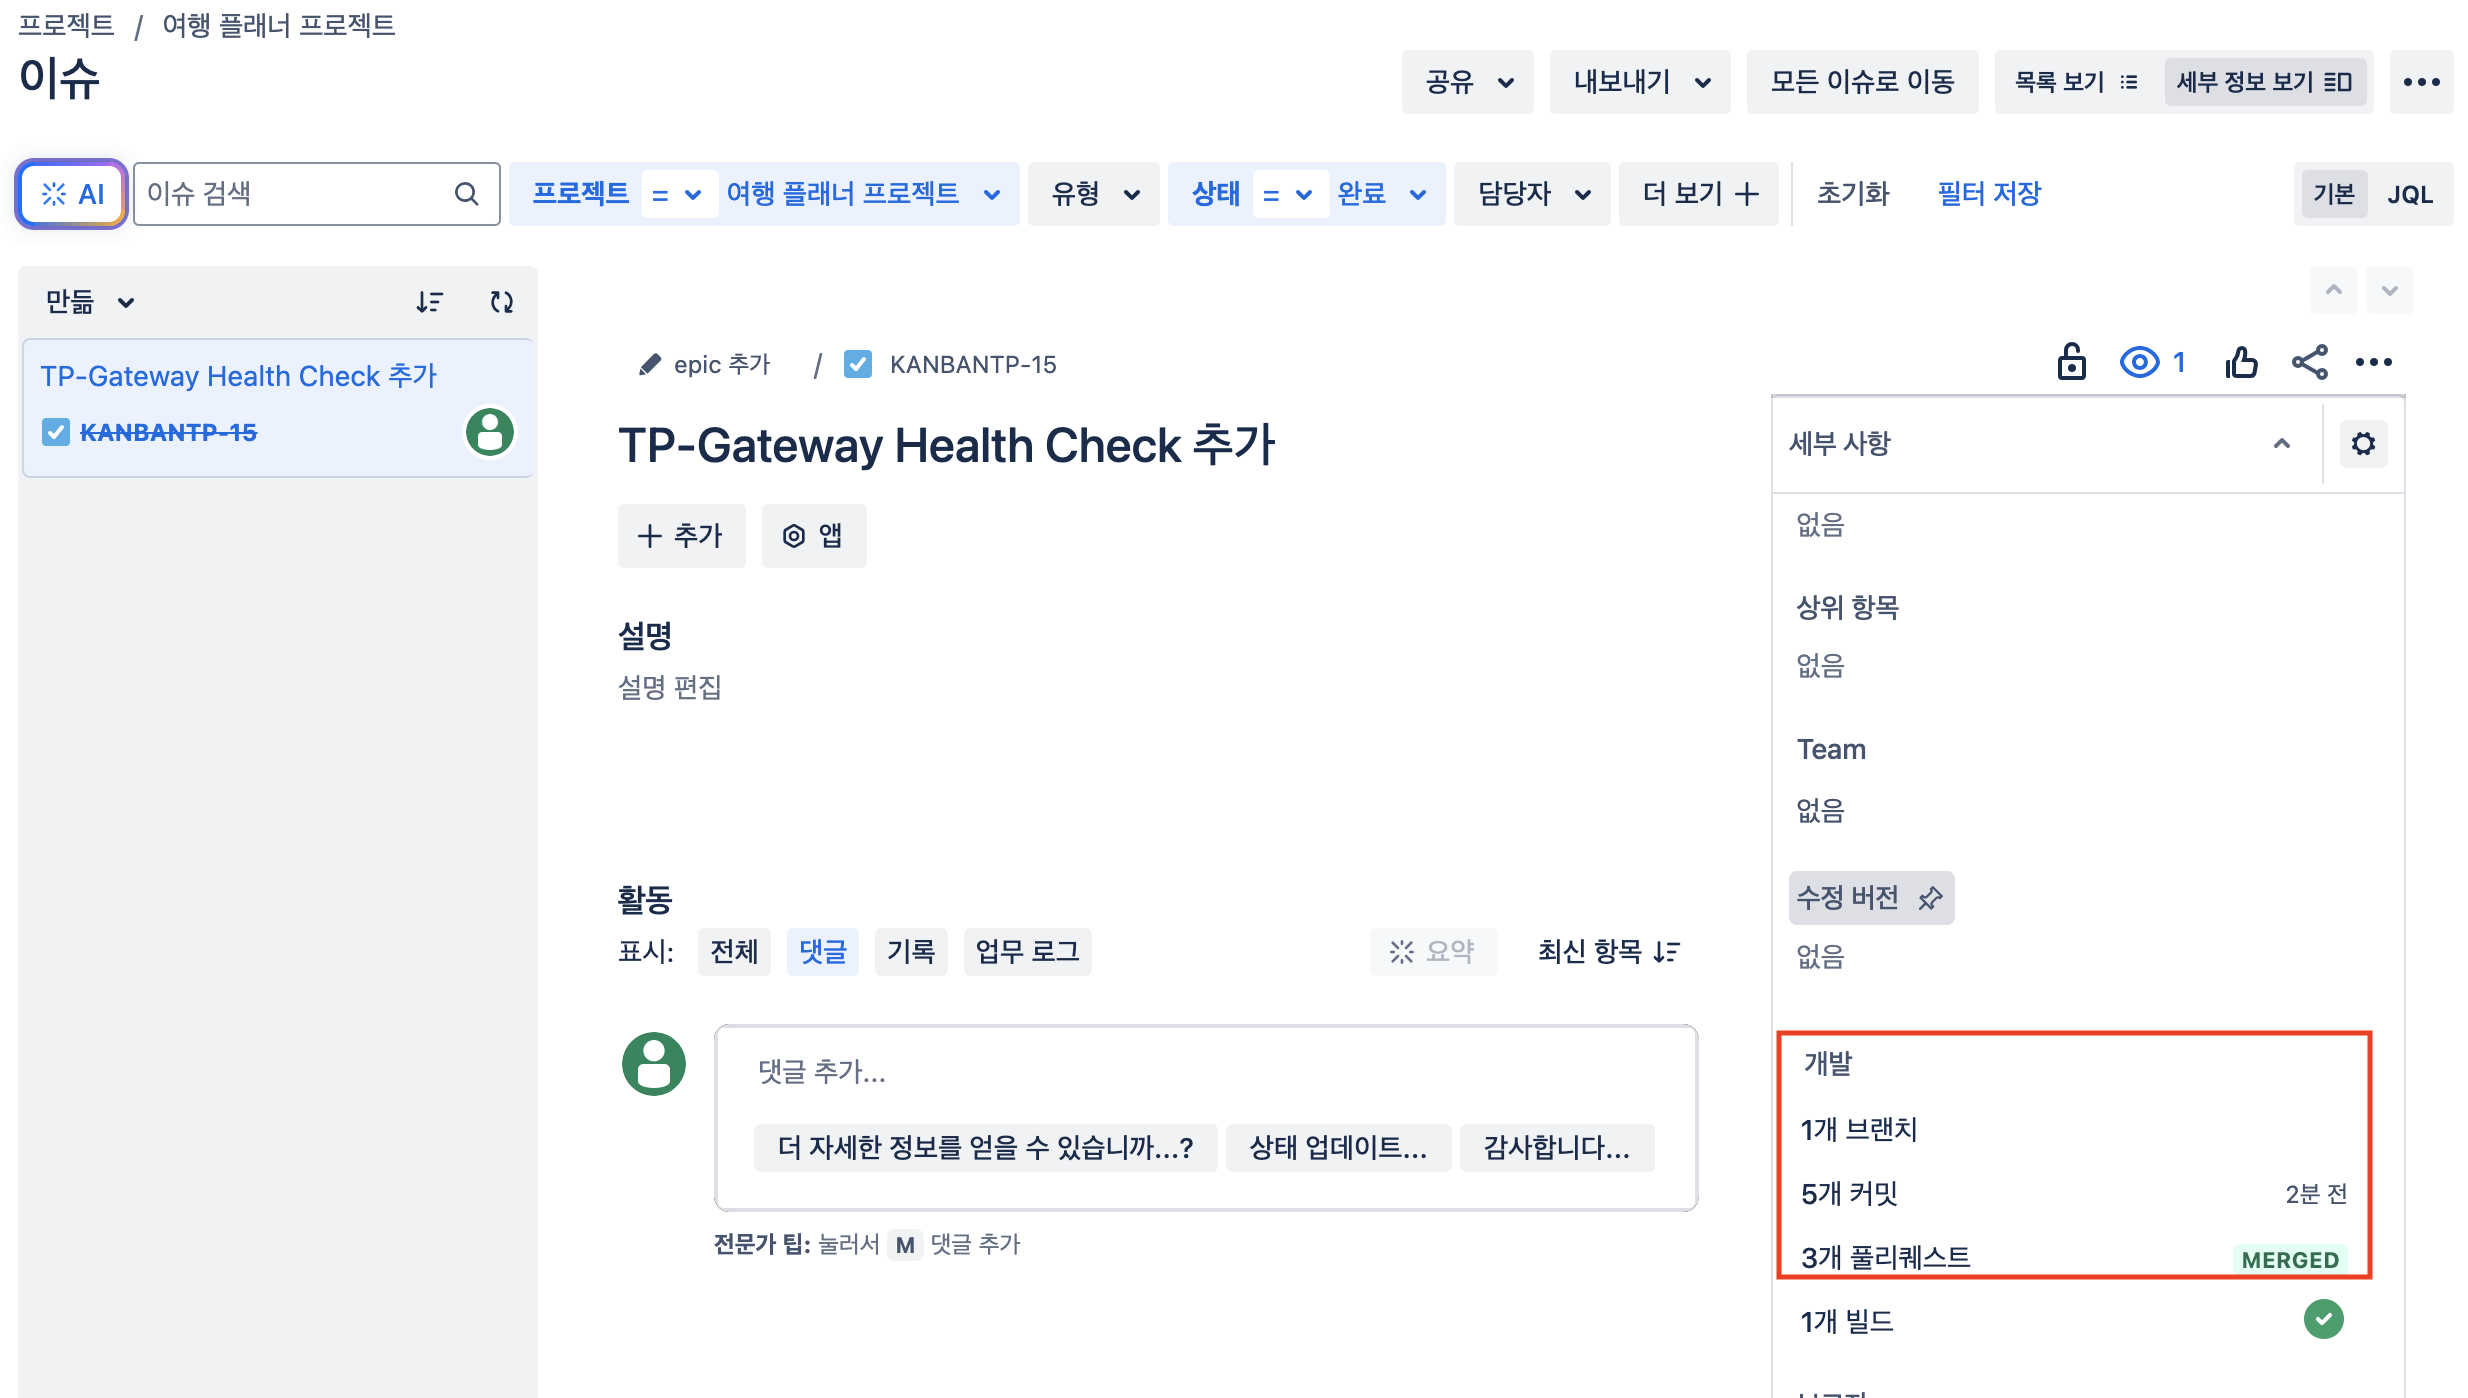 프로젝트 / 여행 플래너 프로젝트
이슈
공유 내보내기 모든 이슈로 이동 목록 보기 세부 정보 보기
AI 이슈 검색 프로젝트 = 여행 플래너 프로젝트 유형 상태 = 완료 담당자 더 보기 초기화 필터 저장 기본 JQL
만듦
TP-Gateway Health Check 추가
KANBANTP-15
epic 추가 / KANBANTP-15
1
TP-Gateway Health Check 추가
추가 앱
설명
설명 편집
활동
표시: 전체 댓글 기록 업무 로그 요약 최신 항목
댓글 추가...
더 자세한 정보를 얻을 수 있습니까...? 상태 업데이트... 감사합니다...
전문가 팁: 눌러서 M 댓글 추가
세부 사항
없음
상위 항목
없음
Team
없음
수정 버전
없음
개발
1개 브랜치
5개 커밋 2분 전
3개 풀리퀘스트 MERGED
1개 빌드